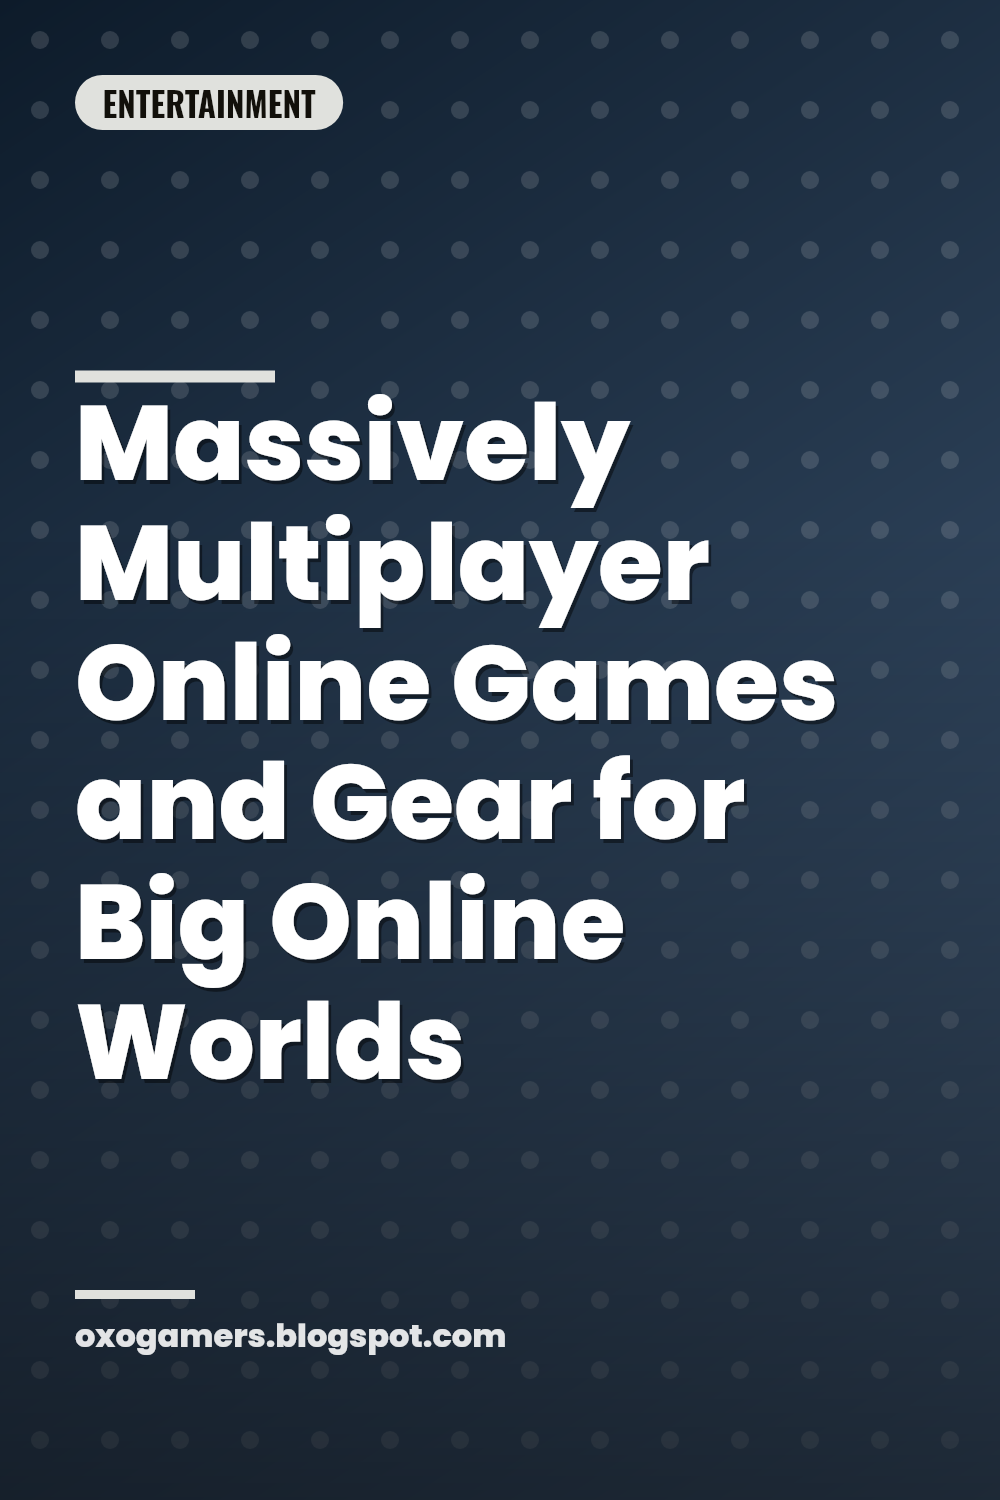 ENTERTAINMENT
Massively
Multiplayer
Online Games
and Gear for
Big Online
Worlds
oxogamers.blogspot.com